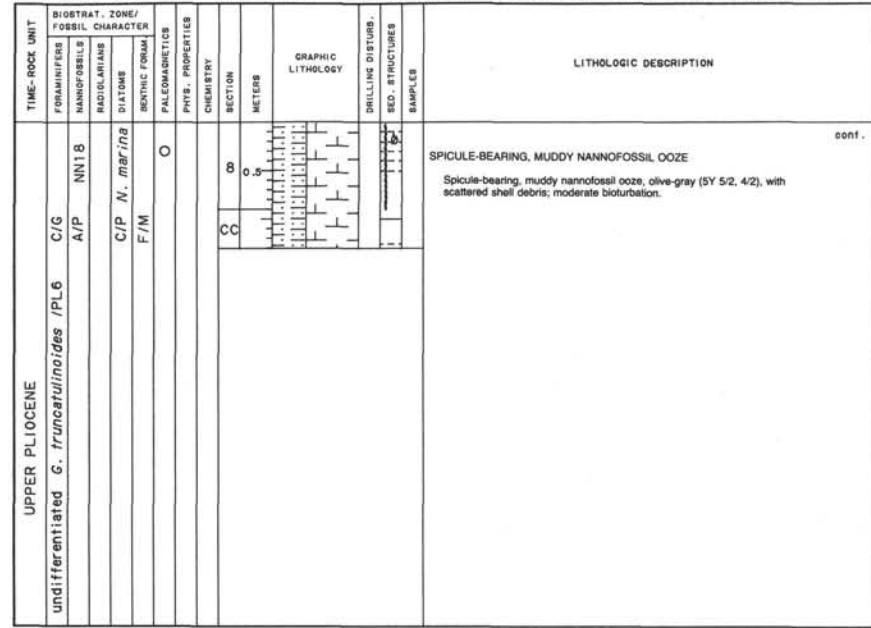 TIME-ROCK UNIT
BIOSTRAT. ZONE/
FOSSIL CHARACTER
FORAMINIFERS
NANNOFOSSILS
RADIOLARIANS
DIATOMS
BENTHIC FORAM.
PALEOMAGNETICS
PHYS. PROPERTIES
CHEMISTRY
SECTION
METERS
GRAPHIC
LITHOLOGY
DRILLING DISTURB.
SED. STRUCTURES
SAMPLES
LITHOLOGIC DESCRIPTION
UPPER PLIOCENE
undifferentiated G. truncatulinoides /PL6 C/G
A/P NN18
C/P N. marina
F/M
O
8
0.5
CC
cont.
SPICULE-BEARING, MUDDY NANNOFOSSIL OOZE
Spicule-bearing, muddy nannofossil ooze, olive-gray (5Y 5/2, 4/2), with
scattered shell debris; moderate bioturbation.